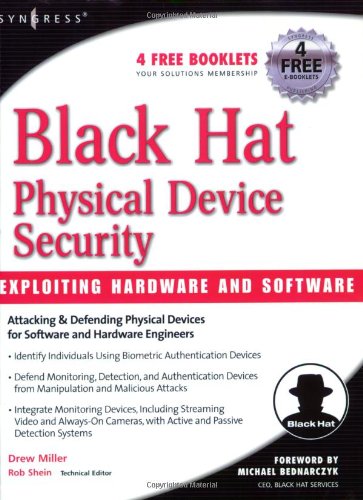 SYNGRESS®
4 FREE BOOKLETS
YOUR SOLUTIONS MEMBERSHIP
SYNGRESS
4
FREE
E-BOOKLETS
PUBLISHING
Black Hat
Physical Device
Security
EXPLOITING HARDWARE AND SOFTWARE
Attacking & Defending Physical Devices
for Software and Hardware Engineers
• Identify Individuals Using Biometric Authentication Devices
• Defend Monitoring, Detection, and Authentication Devices
from Manipulation and Malicious Attacks
• Integrate Monitoring Devices, Including Streaming
Video and Always-On Cameras, with Active and Passive
Detection Systems
Black Hat
Drew Miller
Rob Shein Technical Editor
FOREWORD BY
MICHAEL BEDNARCZYK
CEO, BLACK HAT SERVICES